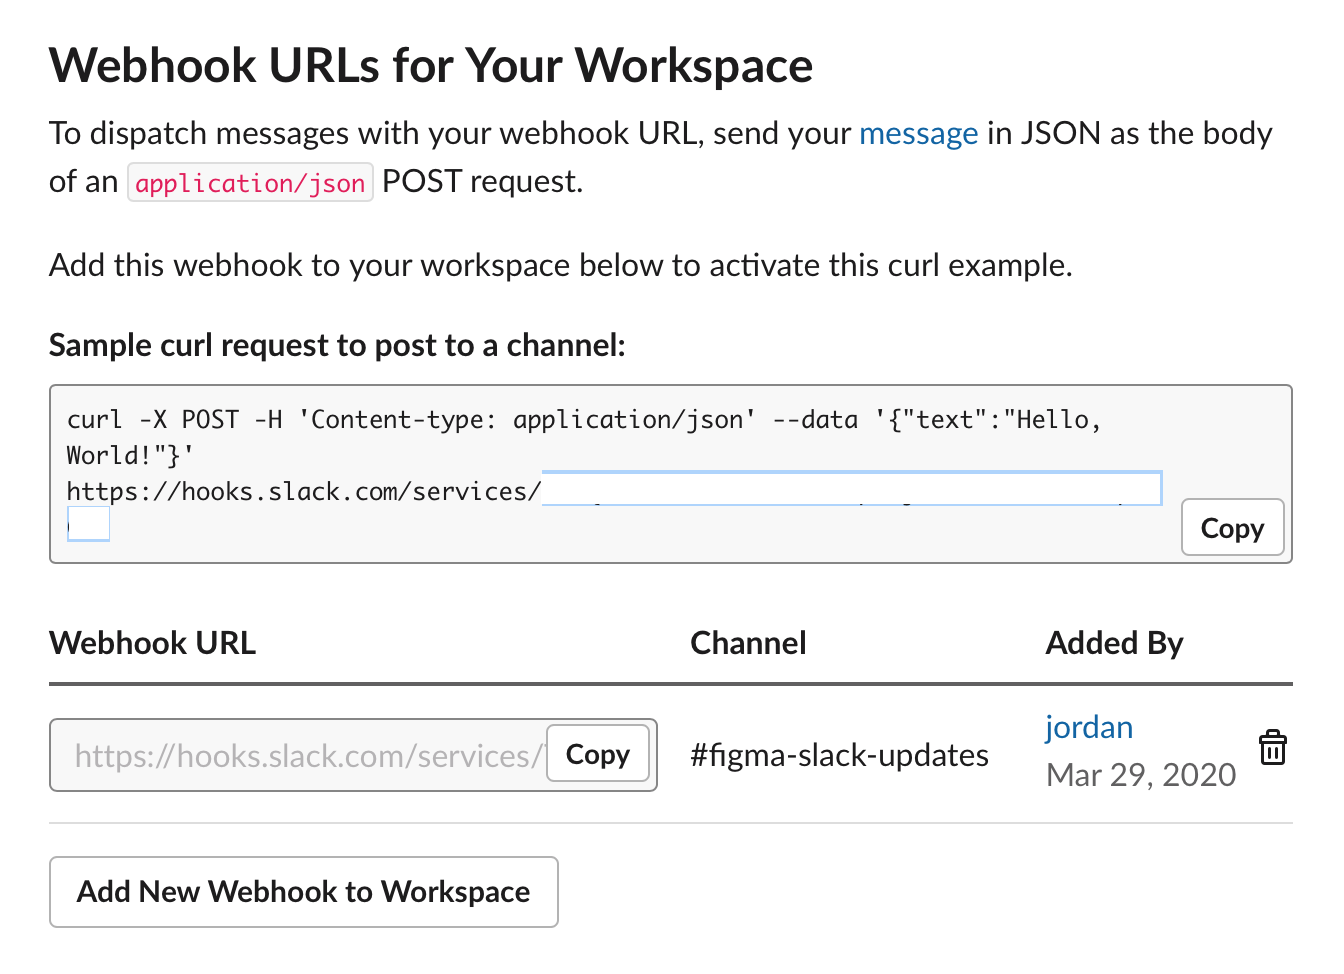 Webhook URLs for Your Workspace
To dispatch messages with your webhook URL, send your message in JSON as the body
of an application/json POST request.
Add this webhook to your workspace below to activate this curl example.
Sample curl request to post to a channel:
curl -X POST -H 'Content-type: application/json' --data '{"text":"Hello,
World!"}'
https://hooks.slack.com/services/
Copy
Webhook URL Channel Added By
https://hooks.slack.com/services/ Copy #figma-slack-updates jordan
Mar 29, 2020
Add New Webhook to Workspace